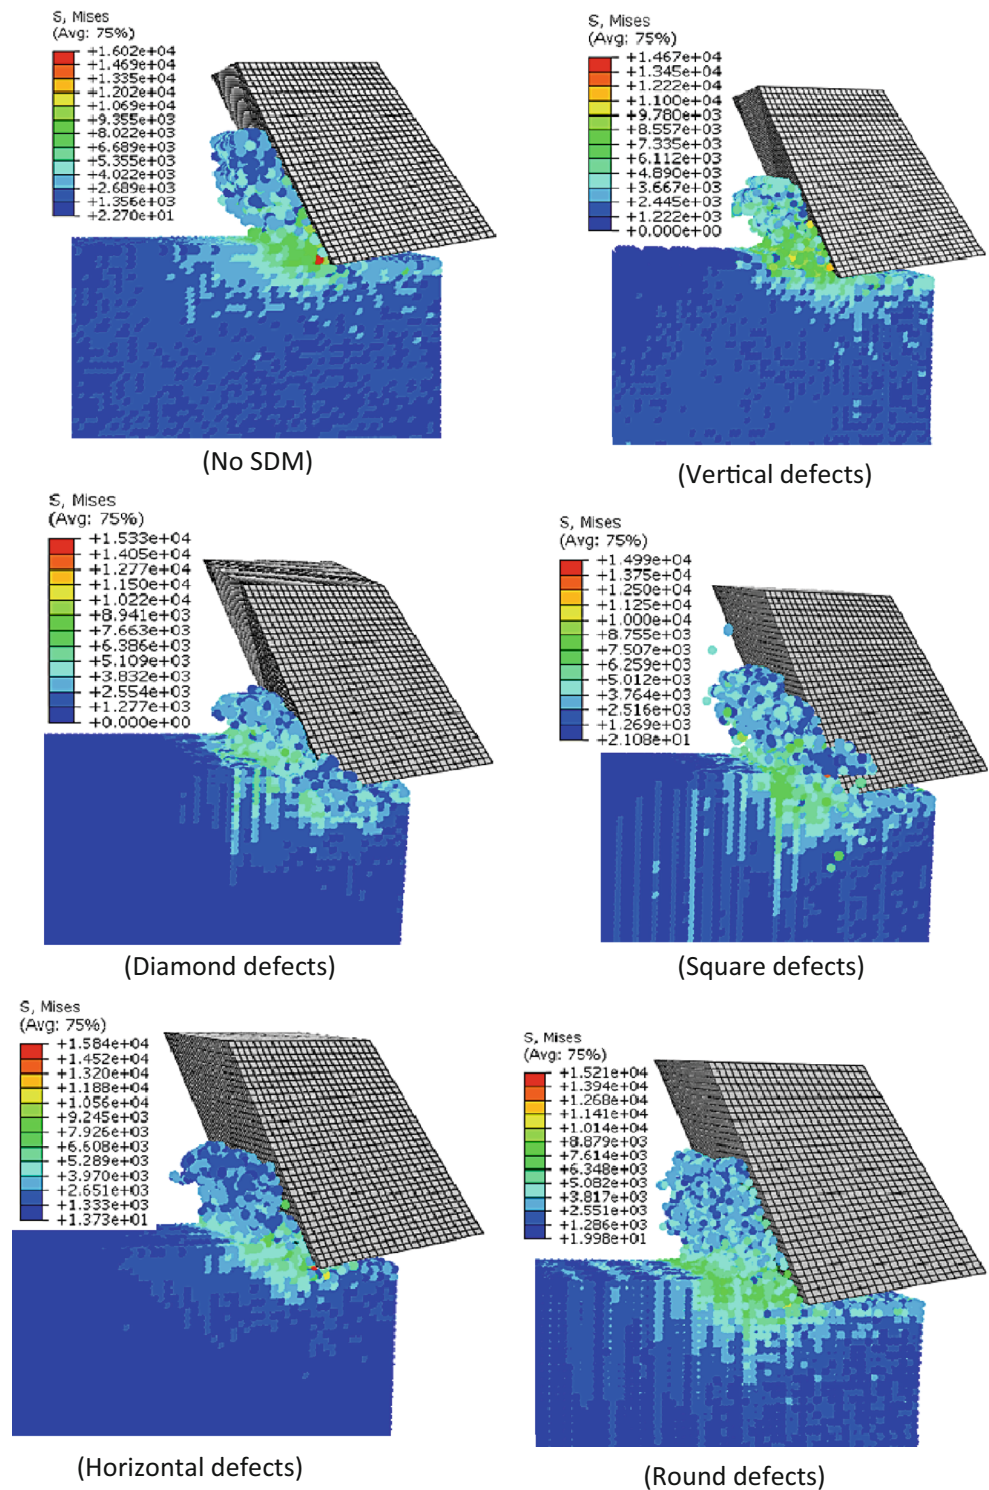 S, Mises
(Avg: 75%)
+1.602e+04
+1.469e+04
+1.335e+04
+1.202e+04
+1.069e+04
+9.355e+03
+8.022e+03
+6.689e+03
+5.355e+03
+4.022e+03
+2.689e+03
+1.356e+03
+2.270e+01
(No SDM)
S, Mises
(Avg: 75%)
+1.467e+04
+1.345e+04
+1.222e+04
+1.100e+04
+9.780e+03
+8.557e+03
+7.335e+03
+6.112e+03
+4.890e+03
+3.667e+03
+2.445e+03
+1.222e+03
+0.000e+00
(Vertical defects)
S, Mises
(Avg: 75%)
+1.533e+04
+1.405e+04
+1.277e+04
+1.150e+04
+1.022e+04
+8.941e+03
+7.663e+03
+6.386e+03
+5.109e+03
+3.832e+03
+2.554e+03
+1.277e+03
+0.000e+00
(Diamond defects)
S, Mises
(Avg: 75%)
+1.499e+04
+1.375e+04
+1.250e+04
+1.125e+04
+1.000e+04
+8.755e+03
+7.507e+03
+6.259e+03
+5.012e+03
+3.764e+03
+2.516e+03
+1.269e+03
+2.108e+01
(Square defects)
S, Mises
(Avg: 75%)
+1.584e+04
+1.452e+04
+1.320e+04
+1.188e+04
+1.056e+04
+9.245e+03
+7.926e+03
+6.608e+03
+5.289e+03
+3.970e+03
+2.651e+03
+1.333e+03
+1.373e+01
(Horizontal defects)
S, Mises
(Avg: 75%)
+1.521e+04
+1.394e+04
+1.268e+04
+1.141e+04
+1.014e+04
+8.879e+03
+7.614e+03
+6.348e+03
+5.082e+03
+3.817e+03
+2.551e+03
+1.286e+03
+1.998e+01
(Round defects)